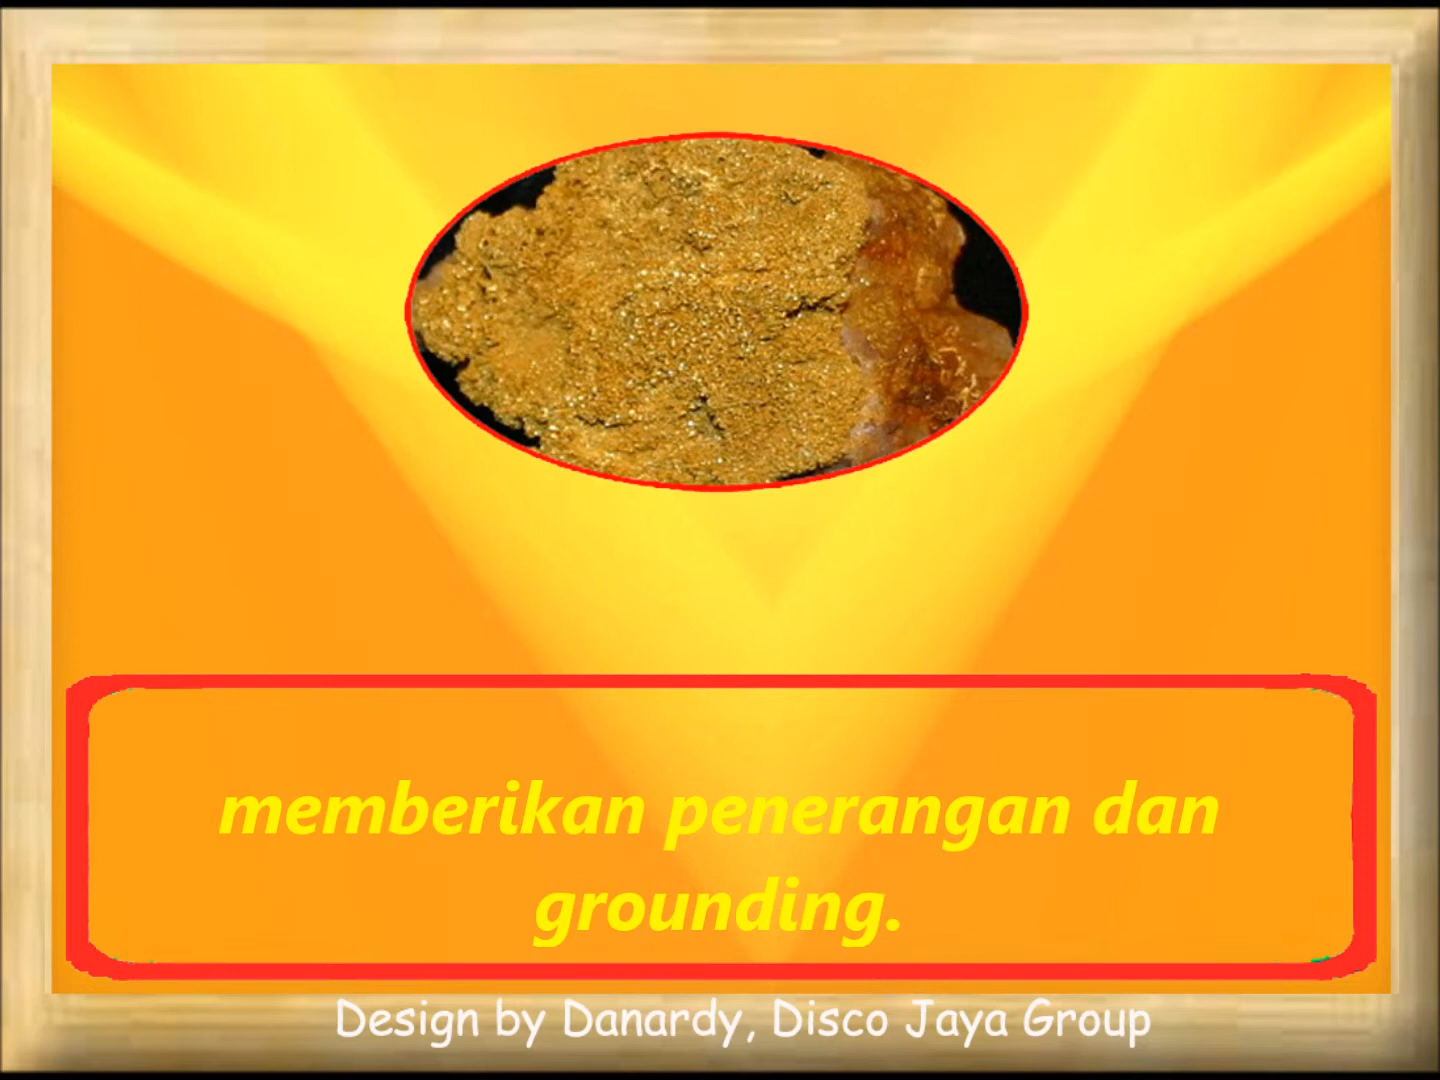 memberikan penerangan dan
grounding.
Design by Danardy, Disco Jaya Group